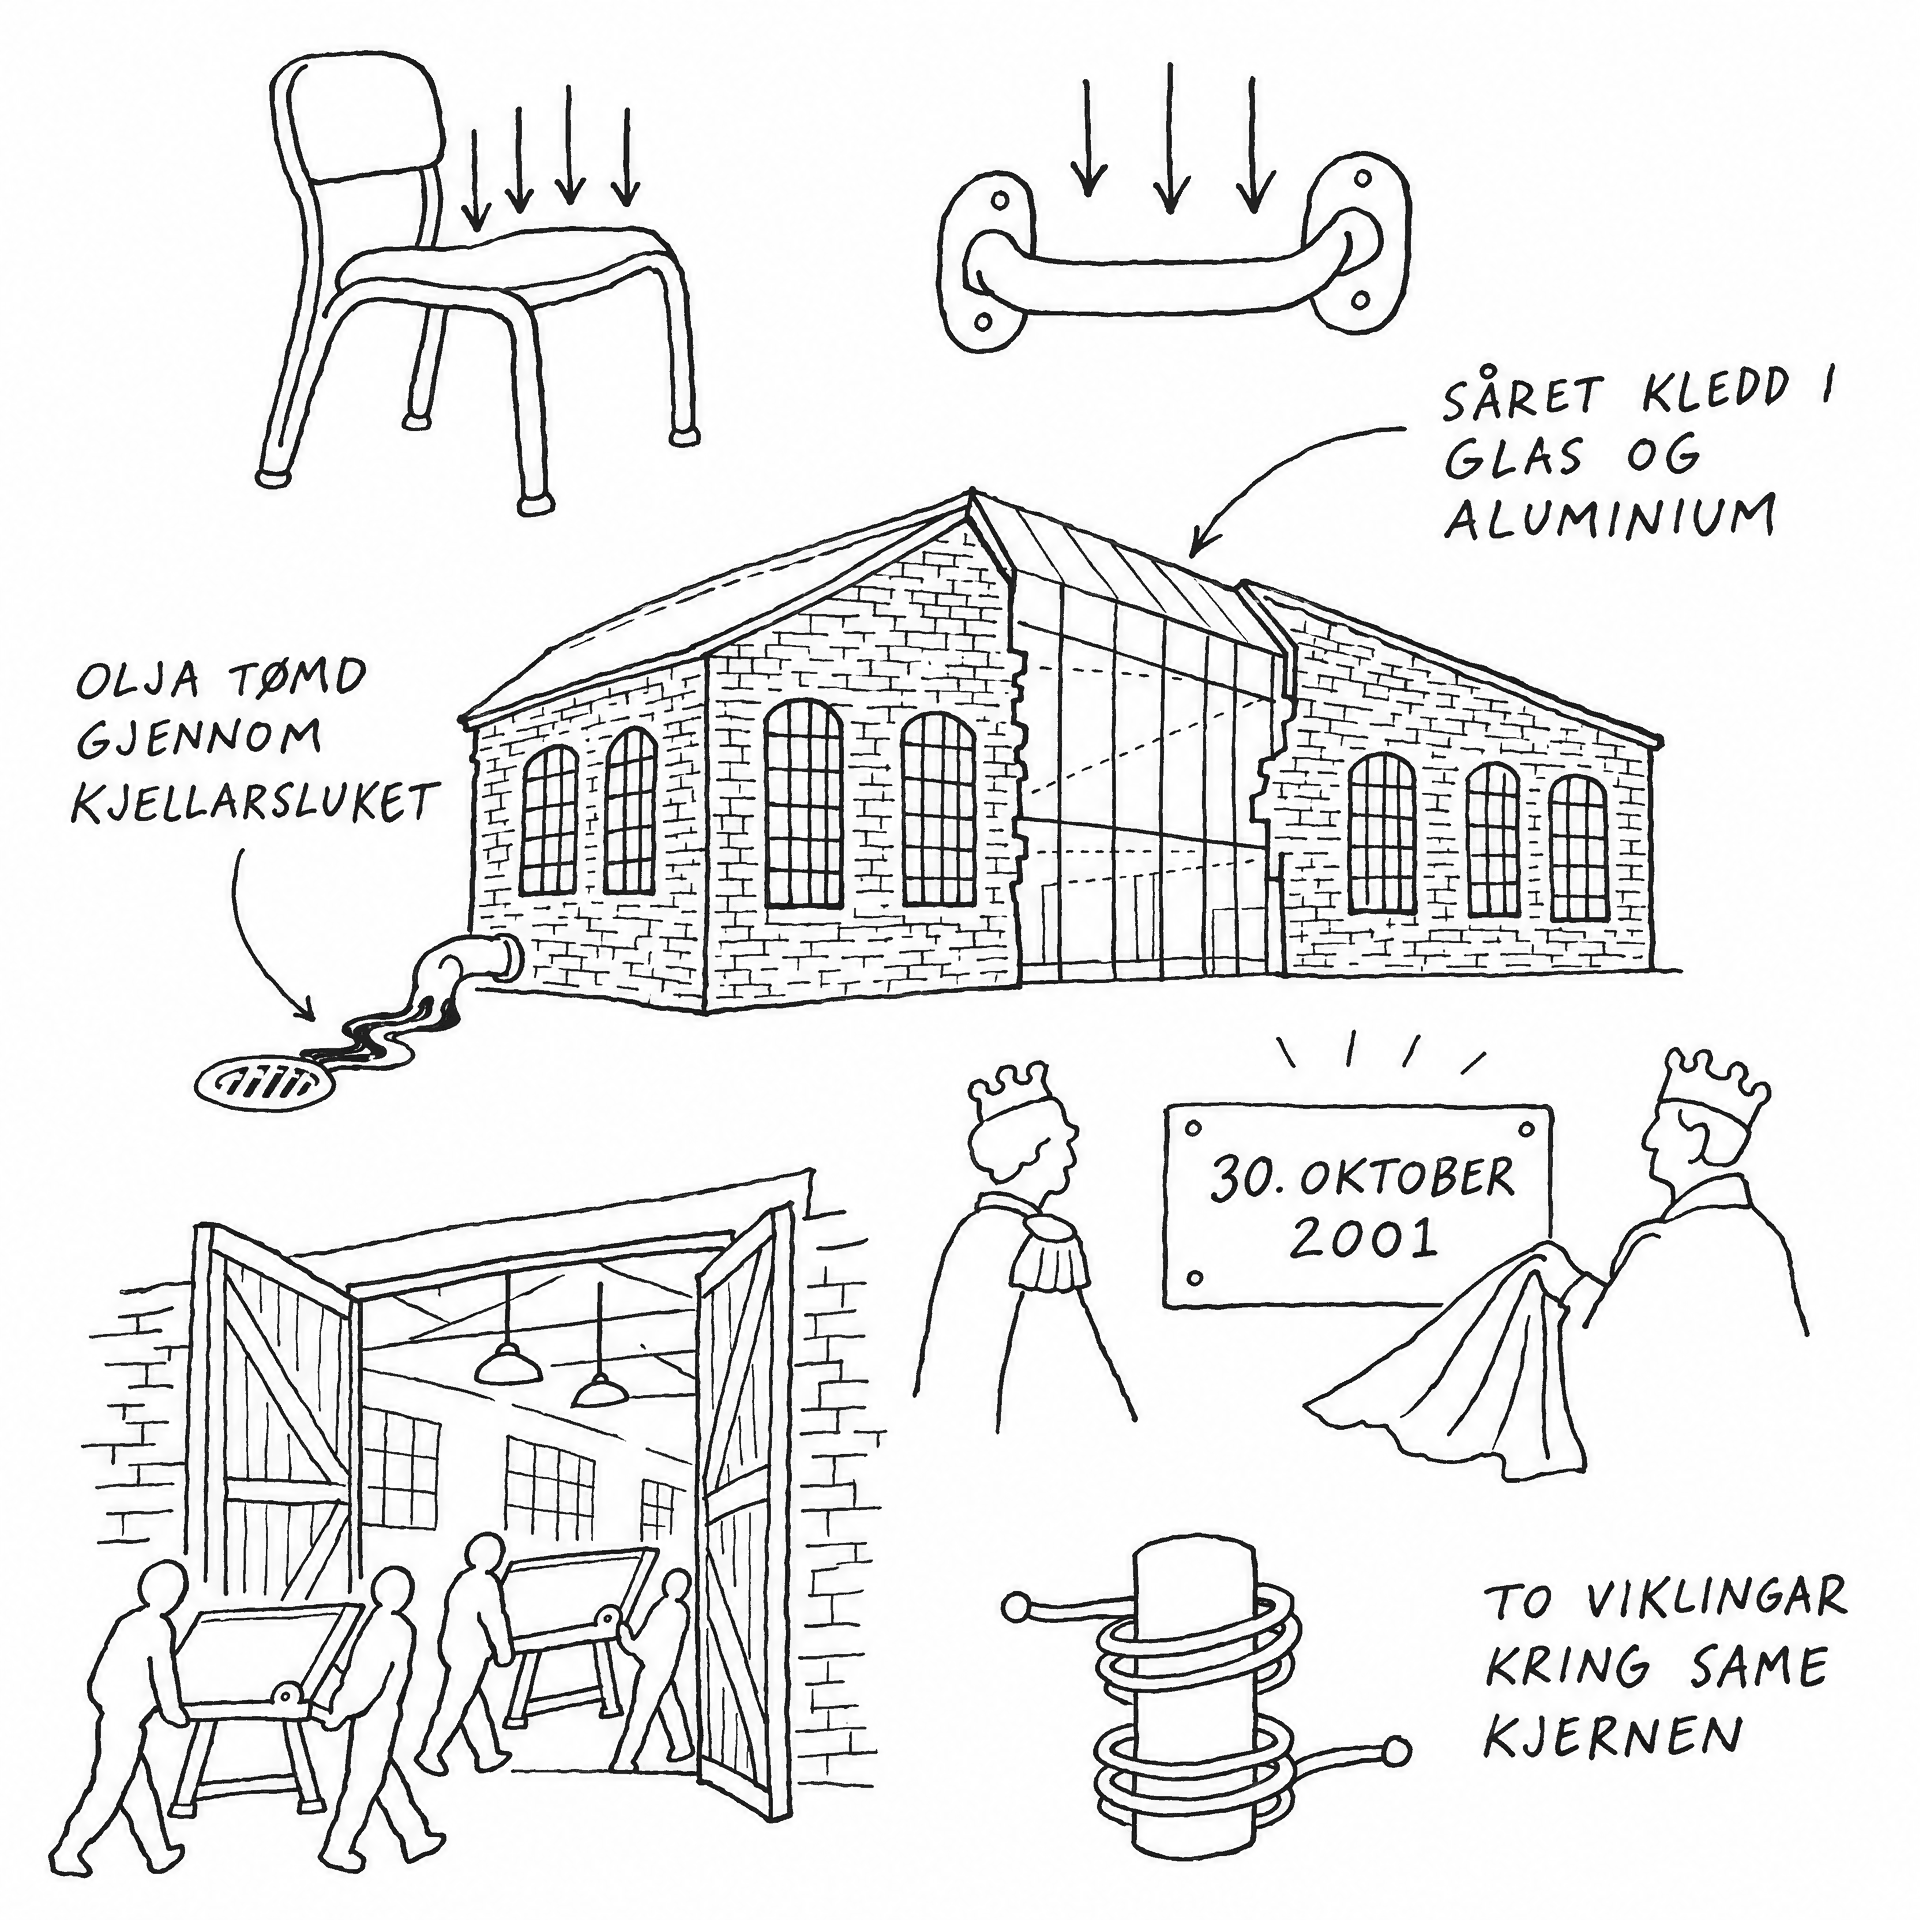 SÅRET KLEDD I
GLAS OG
ALUMINIUM
OLJA TØMD
GJENNOM
KJELLARSLUKET
30. OKTOBER
2001
TO VIKLINGAR
KRING SAME
KJERNEN